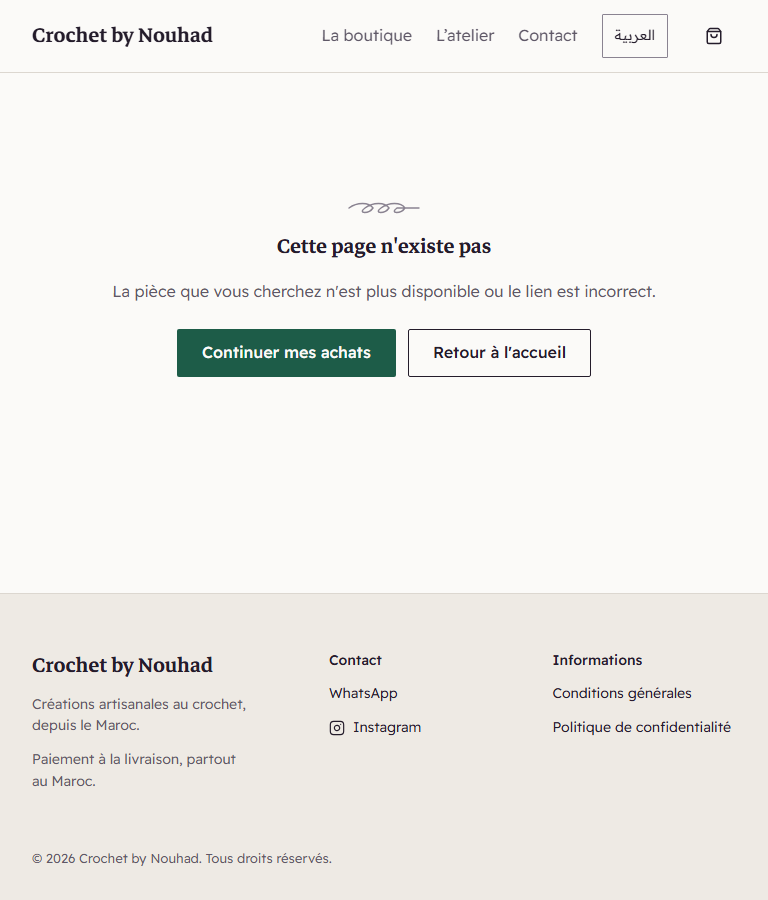 Crochet by Nouhad
La boutique
L’atelier
Contact
العربية
Cette page n'existe pas
La pièce que vous cherchez n'est plus disponible ou le lien est incorrect.
Continuer mes achats
Retour à l'accueil
Crochet by Nouhad
Créations artisanales au crochet,
depuis le Maroc.
Paiement à la livraison, partout
au Maroc.
Contact
WhatsApp
Instagram
Informations
Conditions générales
Politique de confidentialité
© 2026 Crochet by Nouhad. Tous droits réservés.